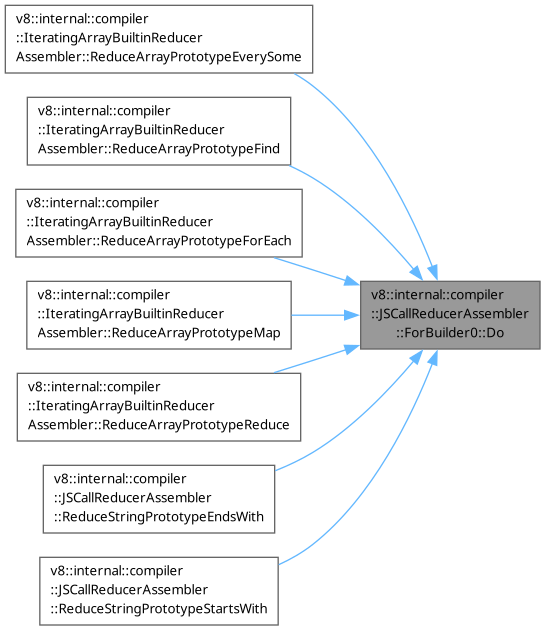 v8::internal::compiler
::IteratingArrayBuiltinReducer
Assembler::ReduceArrayPrototypeEverySome
v8::internal::compiler
::IteratingArrayBuiltinReducer
Assembler::ReduceArrayPrototypeFind
v8::internal::compiler
::IteratingArrayBuiltinReducer
Assembler::ReduceArrayPrototypeForEach
v8::internal::compiler
::IteratingArrayBuiltinReducer
Assembler::ReduceArrayPrototypeMap
v8::internal::compiler
::IteratingArrayBuiltinReducer
Assembler::ReduceArrayPrototypeReduce
v8::internal::compiler
::JSCallReducerAssembler
::ReduceStringPrototypeEndsWith
v8::internal::compiler
::JSCallReducerAssembler
::ReduceStringPrototypeStartsWith
v8::internal::compiler
::JSCallReducerAssembler
::ForBuilder0::Do